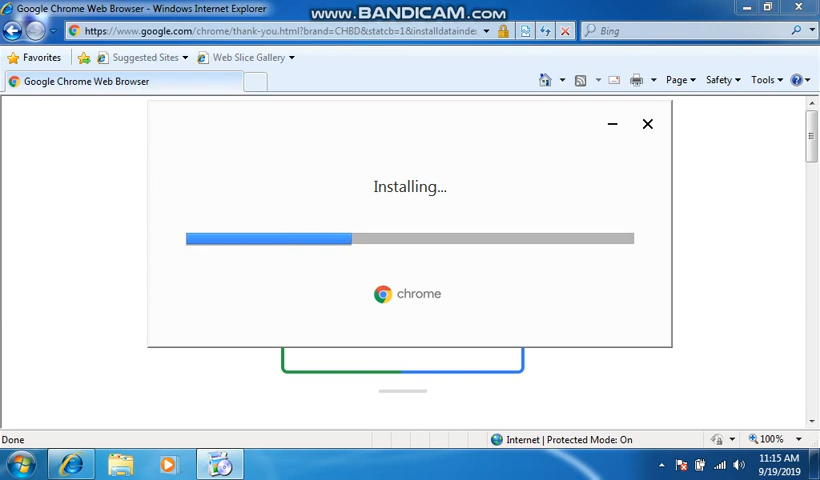 Google Chrome Web Browser - Windows Internet Explorer
WWW.BANDICAM.COM
https://www.google.com/chrome/thank-you.html?brand=CHBD&statcb=1&installdatainde
Bing
Favorites
Suggested Sites
Web Slice Gallery
Google Chrome Web Browser
Page
Safety
Tools
Installing...
chrome
Done
Internet | Protected Mode: On
100%
11:15 AM
9/19/2019